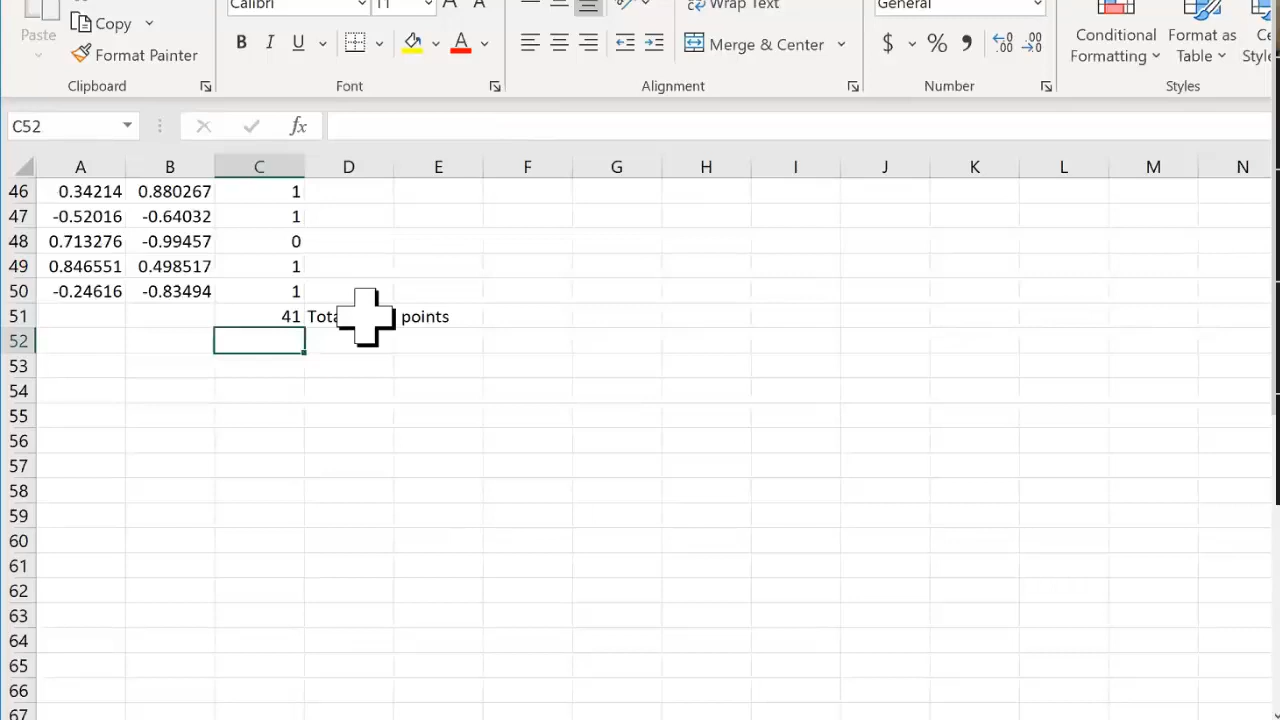 Calibri 11
General
Wrap Text
Paste
Copy
Format Painter
B I U
Merge & Center
$ % ,
Conditional Formatting
Format as Table
Clipboard
Font
Alignment
Number
Styles
C52
fx
A B C D E F G H I J K L M N
46 0.34214 0.880267 1
47 -0.52016 -0.64032 1
48 0.713276 -0.99457 0
49 0.846551 0.498517 1
50 -0.24616 -0.83494 1
51 41 points
52
53
54
55
56
57
58
59
60
61
62
63
64
65
66
67